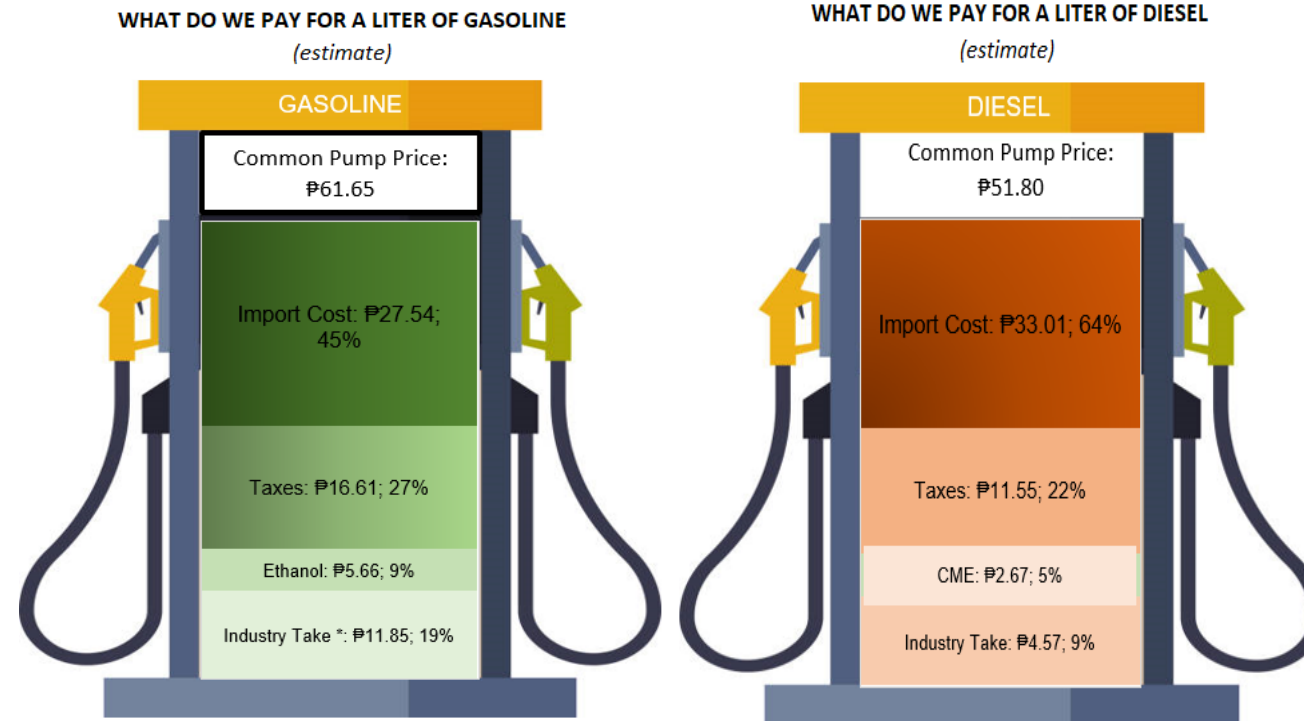 WHAT DO WE PAY FOR A LITER OF GASOLINE
(estimate)
GASOLINE
Common Pump Price:
₱61.65
Import Cost: ₱27.54;
45%
Taxes: ₱16.61; 27%
Ethanol: ₱5.66; 9%
Industry Take *: ₱11.85; 19%
WHAT DO WE PAY FOR A LITER OF DIESEL
(estimate)
DIESEL
Common Pump Price:
₱51.80
Import Cost: ₱33.01; 64%
Taxes: ₱11.55; 22%
CME: ₱2.67; 5%
Industry Take: ₱4.57; 9%